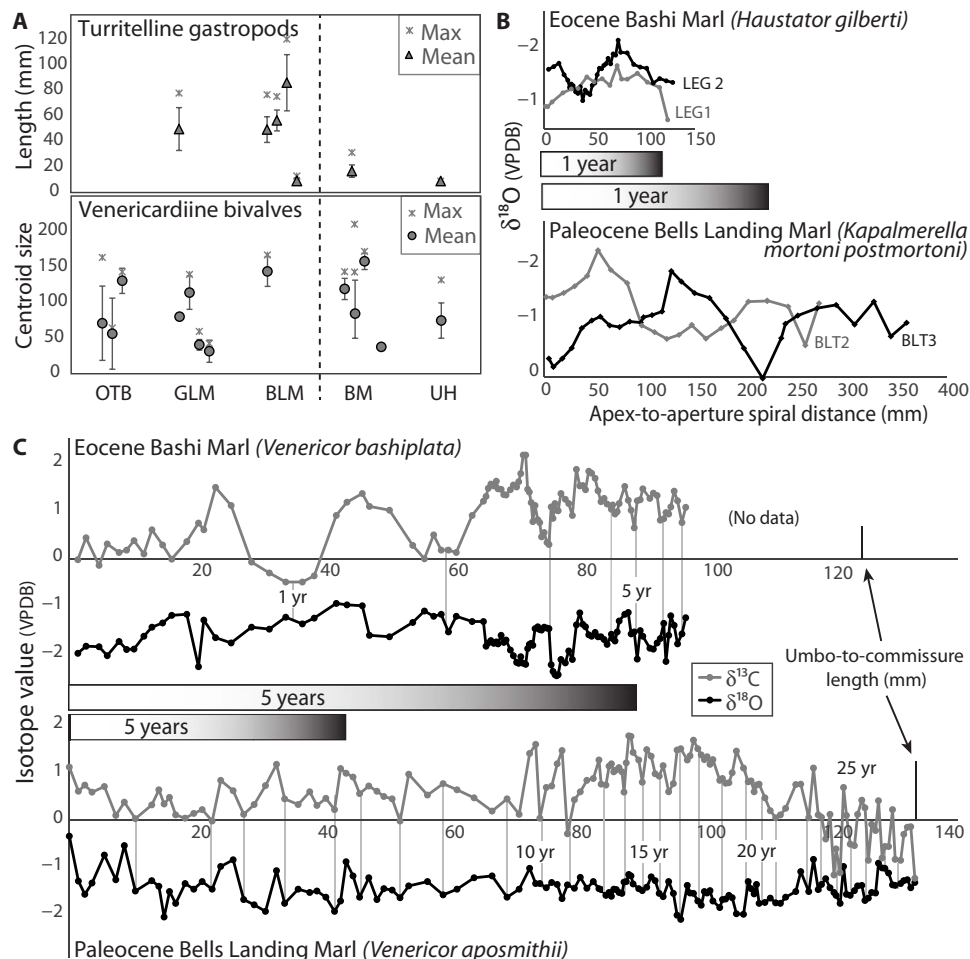 A
Turritelline gastropods
Max
Mean
Length (mm)
120
100
80
60
40
20
0
Venericardiine bivalves
Max
Mean
Centroid size
200
150
100
50
0
OTB GLM BLM BM UH
B
Eocene Bashi Marl (Haustator gilberti)
−2
−1
LEG 2
LEG1
0 50 100 150
1 year
1 year
δ18O (VPDB)
Paleocene Bells Landing Marl (Kapalmerella
mortoni postmortoni)
−2
−1
0
BLT2
BLT3
0 50 100 150 200 250 300 350 400
Apex-to-aperture spiral distance (mm)
C
Eocene Bashi Marl (Venericor bashiplata)
2
1
0
−1
−2
20 40 60 80 100 120
(No data)
1 yr
5 yr
Umbo-to-commissure
length (mm)
δ13C
δ18O
Isotope value (VPDB)
5 years
5 years
2
1
0
−1
−2
25 yr
20 40 60 80 100 120 140
10 yr 15 yr 20 yr
Paleocene Bells Landing Marl (Venericor aposmithii)